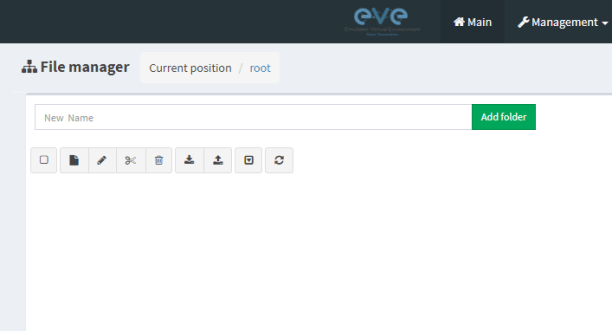 eve
Emulated Virtual Environment
Next Generation
Main
Management
File manager
Current position / root
New Name
Add folder